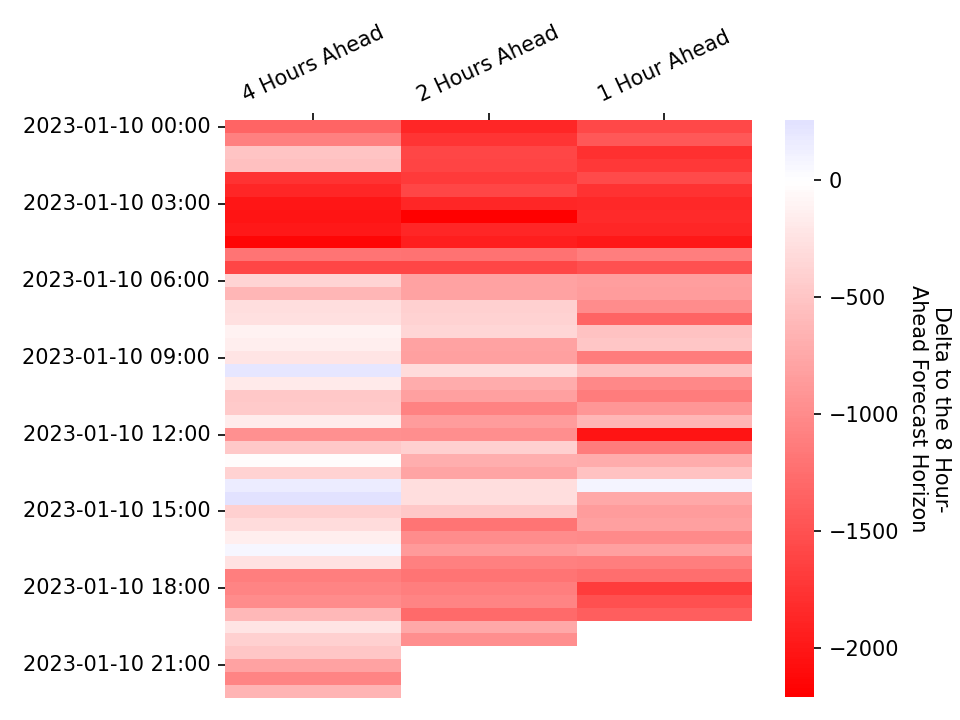 4 Hours Ahead
2 Hours Ahead
1 Hour Ahead
2023-01-10 00:00
2023-01-10 03:00
2023-01-10 06:00
2023-01-10 09:00
2023-01-10 12:00
2023-01-10 15:00
2023-01-10 18:00
2023-01-10 21:00
0
−500
−1000
−1500
−2000
Delta to the 8 Hour-
Ahead Forecast Horizon